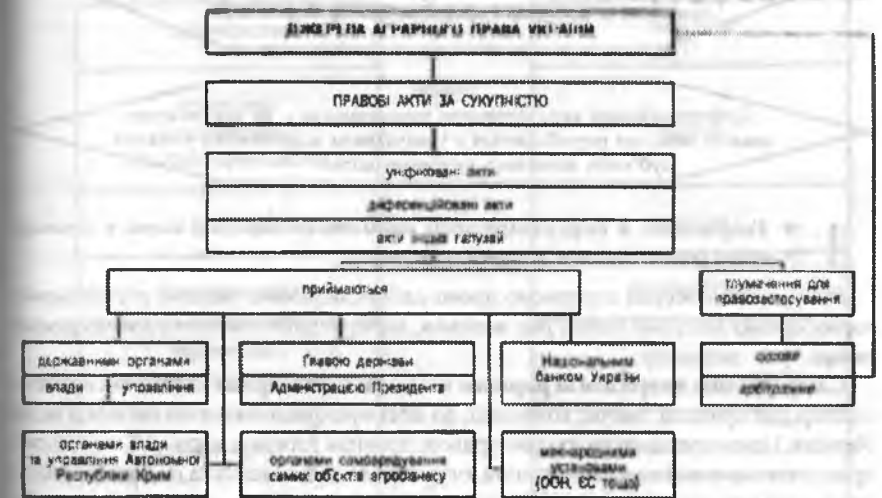 ДЖЕРЕЛА АГРАРНОГО ПРАВА УКРАЇНИ
ПРАВОВІ АКТИ ЗА СУКУПНІСТЮ
уніфіковані акти
диференційовані акти
акти інших галузей
приймаються
тлумачення для
правозастосування
державними органами
влади і управління
Главою держави
Адміністрацією Президента
Національним
банком України
судове
арбітражне
органами влади
та управління Автономної
Республіки Крим
органами самоврядування
самих об'єктів агробізнесу
міжнародними
установами
(ООН, ЄС тощо)